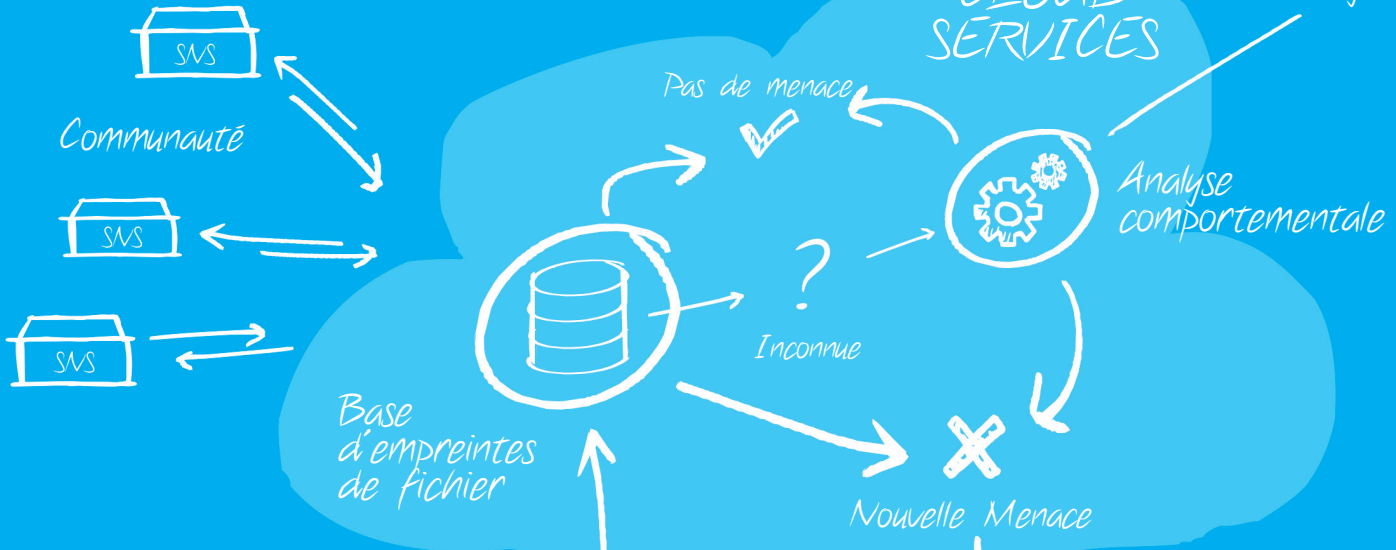 SERVICES
SNS
Pas de menace
Communauté
Analyse
comportementale
SNS
Inconnue
SNS
Base
d'empreintes
de fichier
Nouvelle Menace